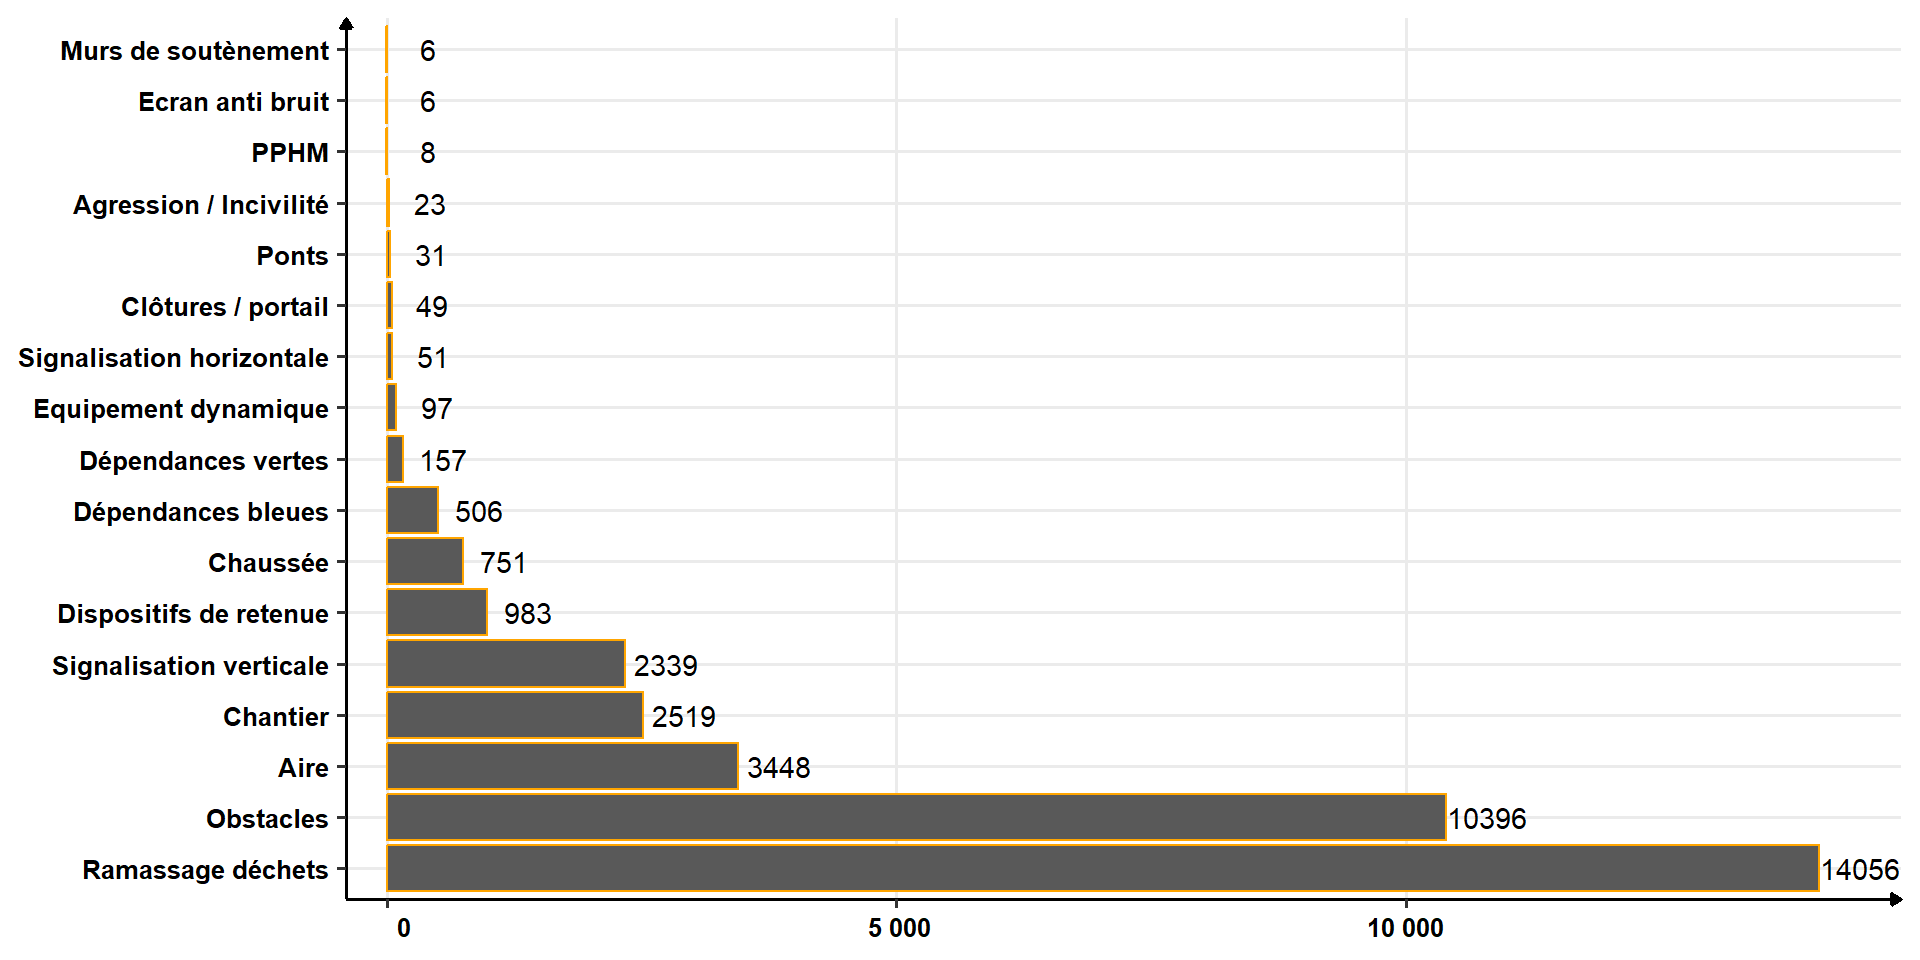 Murs de soutènement 6
Ecran anti bruit 6
PPHM 8
Agression / Incivilité 23
Ponts 31
Clôtures / portail 49
Signalisation horizontale 51
Equipement dynamique 97
Dépendances vertes 157
Dépendances bleues 506
Chaussée 751
Dispositifs de retenue 983
Signalisation verticale 2339
Chantier 2519
Aire 3448
Obstacles 10396
Ramassage déchets 14056
0 5 000 10 000